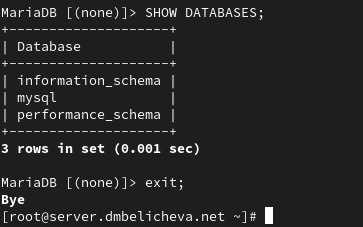 MariaDB [(none)]> SHOW DATABASES;
+--------------------+
| Database           |
+--------------------+
| information_schema |
| mysql              |
| performance_schema |
+--------------------+
3 rows in set (0.001 sec)

MariaDB [(none)]> exit;
Bye
[root@server.dmbelicheva.net ~]#